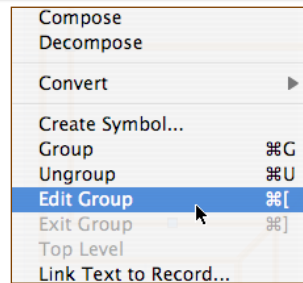 Compose
Decompose
Convert
Create Symbol...
Group ⌘G
Ungroup ⌘U
Edit Group ⌘[
Exit Group ⌘]
Top Level
Link Text to Record...